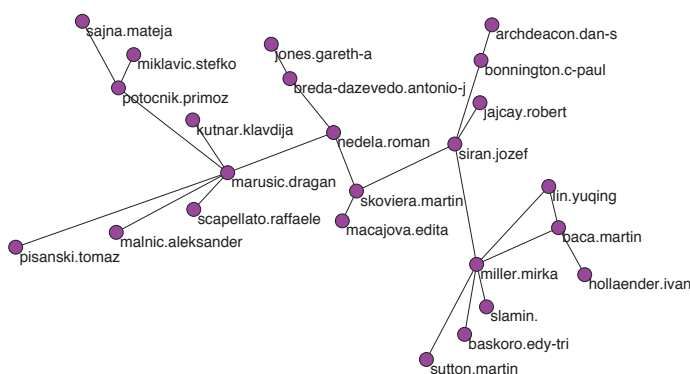 sajna.mateja
archdeacon.dan-s
jones.gareth-a
miklavic.stefko
bonnington.c-paul
breda-dazevedo.antonio-j
potocnik.primoz
jajcay.robert
kutnar.klavdija
nedela.roman
siran.jozef
marusic.dragan
lin.yuqing
skoviera.martin
scapellato.raffaele
macajova.edita
baca.martin
malnic.aleksander
pisanski.tomaz
miller.mirka
hollaender.ivan
slamin.
baskoro.edy-tri
sutton.martin